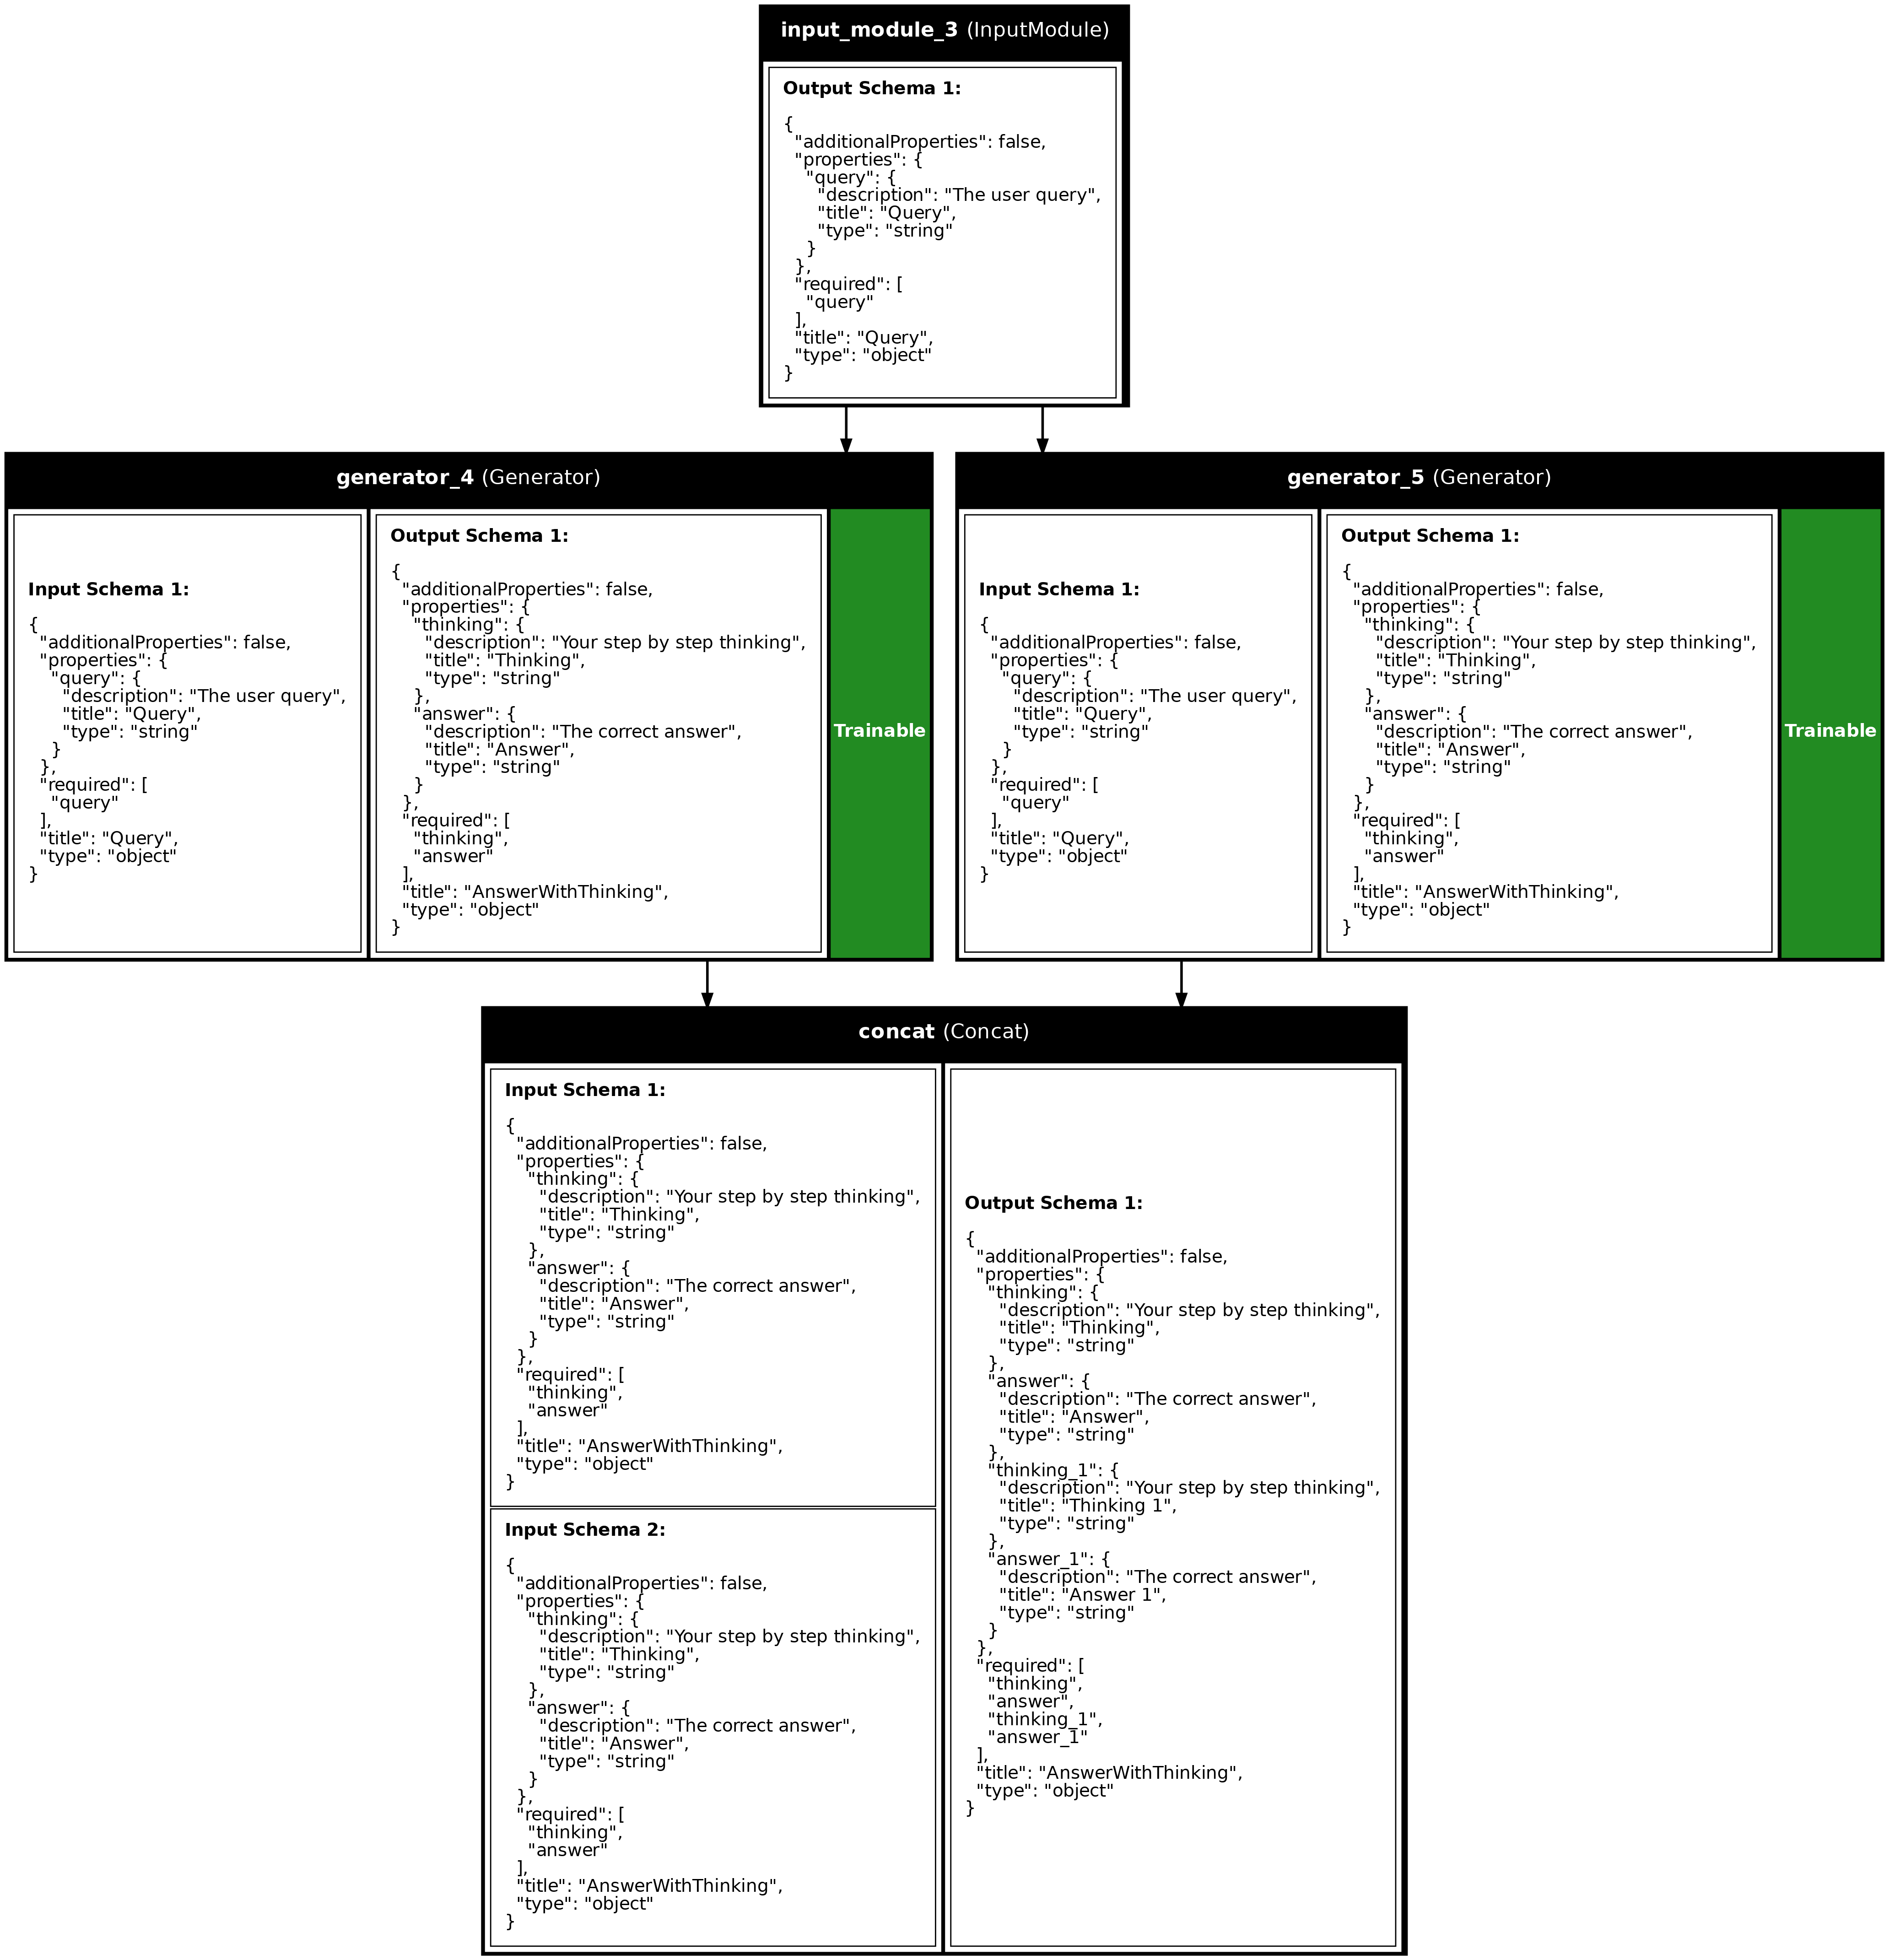 input_module_3 (InputModule)
Output Schema 1:
{
  "additionalProperties": false,
  "properties": {
    "query": {
      "description": "The user query",
      "title": "Query",
      "type": "string"
    }
  },
  "required": [
    "query"
  ],
  "title": "Query",
  "type": "object"
}
generator_4 (Generator)
Input Schema 1:
{
  "additionalProperties": false,
  "properties": {
    "query": {
      "description": "The user query",
      "title": "Query",
      "type": "string"
    }
  },
  "required": [
    "query"
  ],
  "title": "Query",
  "type": "object"
}
Output Schema 1:
{
  "additionalProperties": false,
  "properties": {
    "thinking": {
      "description": "Your step by step thinking",
      "title": "Thinking",
      "type": "string"
    },
    "answer": {
      "description": "The correct answer",
      "title": "Answer",
      "type": "string"
    }
  },
  "required": [
    "thinking",
    "answer"
  ],
  "title": "AnswerWithThinking",
  "type": "object"
}
Trainable
generator_5 (Generator)
Input Schema 1:
{
  "additionalProperties": false,
  "properties": {
    "query": {
      "description": "The user query",
      "title": "Query",
      "type": "string"
    }
  },
  "required": [
    "query"
  ],
  "title": "Query",
  "type": "object"
}
Output Schema 1:
{
  "additionalProperties": false,
  "properties": {
    "thinking": {
      "description": "Your step by step thinking",
      "title": "Thinking",
      "type": "string"
    },
    "answer": {
      "description": "The correct answer",
      "title": "Answer",
      "type": "string"
    }
  },
  "required": [
    "thinking",
    "answer"
  ],
  "title": "AnswerWithThinking",
  "type": "object"
}
Trainable
concat (Concat)
Input Schema 1:
{
  "additionalProperties": false,
  "properties": {
    "thinking": {
      "description": "Your step by step thinking",
      "title": "Thinking",
      "type": "string"
    },
    "answer": {
      "description": "The correct answer",
      "title": "Answer",
      "type": "string"
    }
  },
  "required": [
    "thinking",
    "answer"
  ],
  "title": "AnswerWithThinking",
  "type": "object"
}
Input Schema 2:
{
  "additionalProperties": false,
  "properties": {
    "thinking": {
      "description": "Your step by step thinking",
      "title": "Thinking",
      "type": "string"
    },
    "answer": {
      "description": "The correct answer",
      "title": "Answer",
      "type": "string"
    }
  },
  "required": [
    "thinking",
    "answer"
  ],
  "title": "AnswerWithThinking",
  "type": "object"
}
Output Schema 1:
{
  "additionalProperties": false,
  "properties": {
    "thinking": {
      "description": "Your step by step thinking",
      "title": "Thinking",
      "type": "string"
    },
    "answer": {
      "description": "The correct answer",
      "title": "Answer",
      "type": "string"
    },
    "thinking_1": {
      "description": "Your step by step thinking",
      "title": "Thinking 1",
      "type": "string"
    },
    "answer_1": {
      "description": "The correct answer",
      "title": "Answer 1",
      "type": "string"
    }
  },
  "required": [
    "thinking",
    "answer",
    "thinking_1",
    "answer_1"
  ],
  "title": "AnswerWithThinking",
  "type": "object"
}